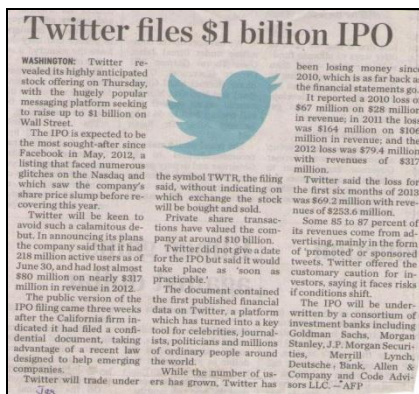 Twitter files $1 billion IPO
WASHINGTON: Twitter re-
vealed its highly anticipated
stock offering on Thursday,
with the hugely popular
messaging platform seeking
to raise up to $1 billion on
Wall Street.
The IPO is expected to be
the most sought-after since
Facebook in May, 2012, a
listing that faced numerous
glitches on the Nasdaq and
which saw the company's
share price slump before re-
covering this year.
Twitter will be keen to
avoid such a calamitous de-
but. In announcing its plans
the company said that it had
218 million active users as of
June 30, and had lost almost
$80 million on nearly $317
million in revenue in 2012.
The public version of the
IPO filing came three weeks
after the California firm in-
dicated it had filed a confi-
dential document, taking
advantage of a recent law
designed to help emerging
companies.
Twitter will trade under
the symbol TWTR, the filing
said, without indicating on
which exchange the stock
will be bought and sold.
Private share transac-
tions have valued the com-
pany at around $10 billion.
Twitter did not give a date
for the IPO but said it would
take place as 'soon as
practicable.'
The document contained
the first published financial
data on Twitter, a platform
which has turned into a key
tool for celebrities, journal-
ists, politicians and millions
of ordinary people around
the world.
While the number of us-
ers has grown, Twitter has
been losing money since
2010, which is as far back as
the financial statements go.
It reported a 2010 loss of
$67 million on $28 million
in revenue; in 2011 the loss
was $164 million on $106
million in revenue; and the
2012 loss was $79.4 million
with revenues of $317
million.
Twitter said the loss for
the first six months of 2013
was $69.2 million with reve-
nues of $253.6 million.
Some 85 to 87 percent of
its revenues come from ad-
vertising, mainly in the form
of 'promoted' or sponsored
tweets. Twitter offered the
customary caution for in-
vestors, saying it faces risks
if conditions shift.
The IPO will be under-
written by a consortium of
investment banks including
Goldman Sachs, Morgan
Stanley, J.P. Morgan Securi-
ties, Merrill Lynch,
Deutsche Bank, Allen &
Company and Code Advi-
sors LLC. — AFP